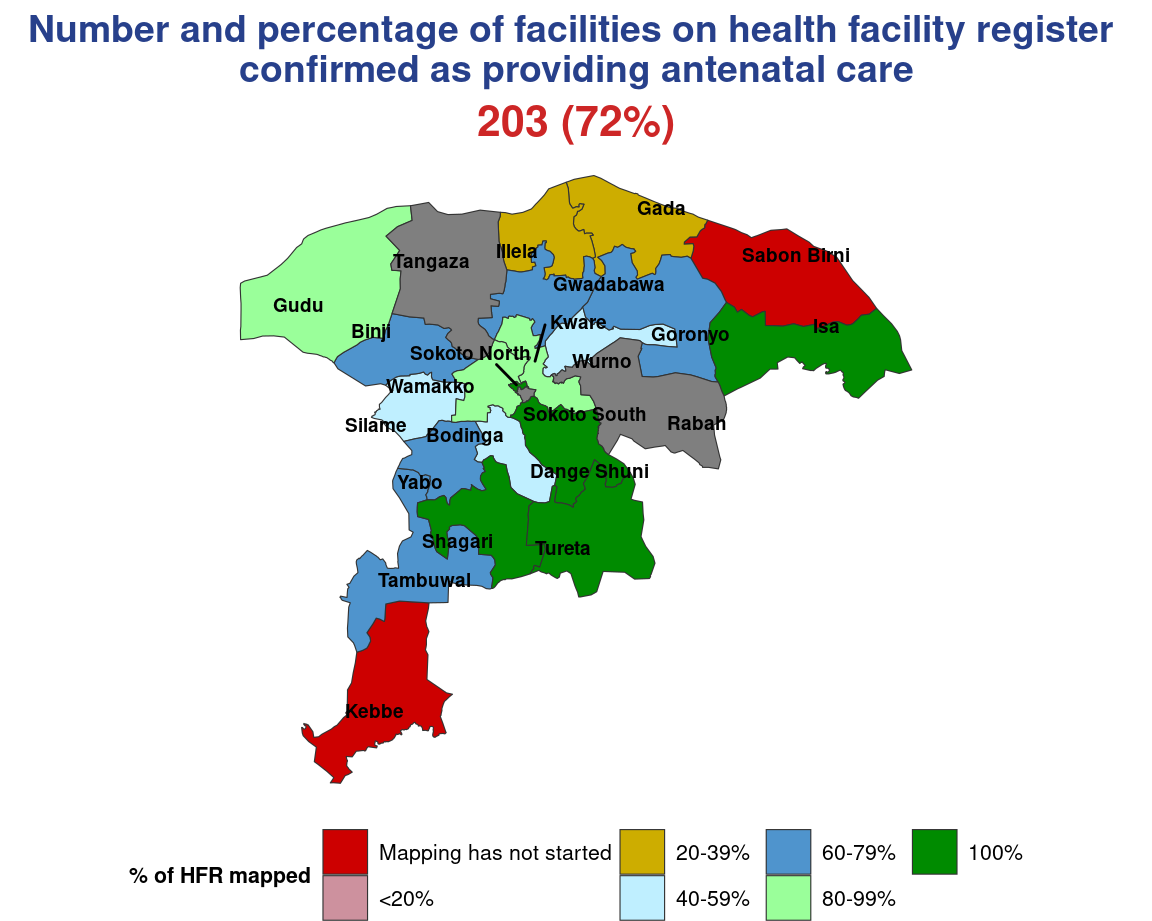 Number and percentage of facilities on health facility register
confirmed as providing antenatal care
203 (72%)
Gada
Illela
Sabon Birni
Tangaza
Gwadabawa
Gudu
Kware
Isa
Binji
Goronyo
Sokoto North
Wurno
Wamakko
Sokoto South
Rabah
Silame
Bodinga
Dange Shuni
Yabo
Shagari
Tureta
Tambuwal
Kebbe
% of HFR mapped
Mapping has not started
<20%
20-39%
40-59%
60-79%
80-99%
100%